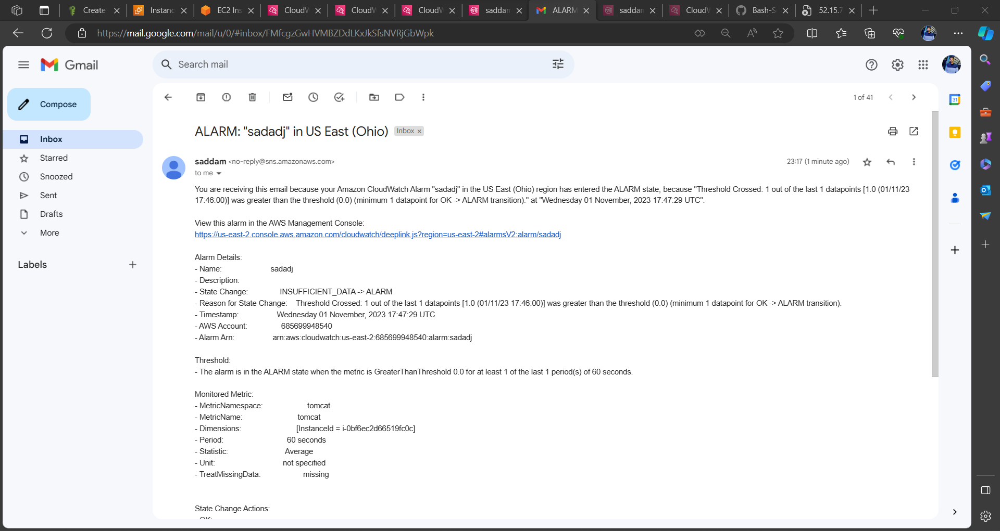 Create
Instanc
EC2 Ins
CloudW
CloudW
CloudW
saddam
ALARM
saddan
CloudW
Bash-S
52.15.7
https://mail.google.com/mail/u/0/#inbox/FMfcgzGwHVMBZDdLKxJkSfsNVRjGbWpk
Gmail
Search mail
Compose
1 of 41
Inbox
Starred
Snoozed
Sent
Drafts
More
Labels
ALARM: "sadadj" in US East (Ohio) Inbox ×
saddam <no-reply@sns.amazonaws.com> 23:17 (1 minute ago)
to me
You are receiving this email because your Amazon CloudWatch Alarm "sadadj" in the US East (Ohio) region has entered the ALARM state, because "Threshold Crossed: 1 out of the last 1 datapoints [1.0 (01/11/23
17:46:00)] was greater than the threshold (0.0) (minimum 1 datapoint for OK -> ALARM transition)." at "Wednesday 01 November, 2023 17:47:29 UTC".
View this alarm in the AWS Management Console:
https://us-east-2.console.aws.amazon.com/cloudwatch/deeplink.js?region=us-east-2#alarmsV2:alarm/sadadj
Alarm Details:
- Name: sadadj
- Description:
- State Change: INSUFFICIENT_DATA -> ALARM
- Reason for State Change: Threshold Crossed: 1 out of the last 1 datapoints [1.0 (01/11/23 17:46:00)] was greater than the threshold (0.0) (minimum 1 datapoint for OK -> ALARM transition).
- Timestamp: Wednesday 01 November, 2023 17:47:29 UTC
- AWS Account: 685699948540
- Alarm Arn: arn:aws:cloudwatch:us-east-2:685699948540:alarm:sadadj
Threshold:
- The alarm is in the ALARM state when the metric is GreaterThanThreshold 0.0 for at least 1 of the last 1 period(s) of 60 seconds.
Monitored Metric:
- MetricNamespace: tomcat
- MetricName: tomcat
- Dimensions: [InstanceId = i-0bf6ec2d66519fc0c]
- Period: 60 seconds
- Statistic: Average
- Unit: not specified
- TreatMissingData: missing
State Change Actions:
- OK:
31